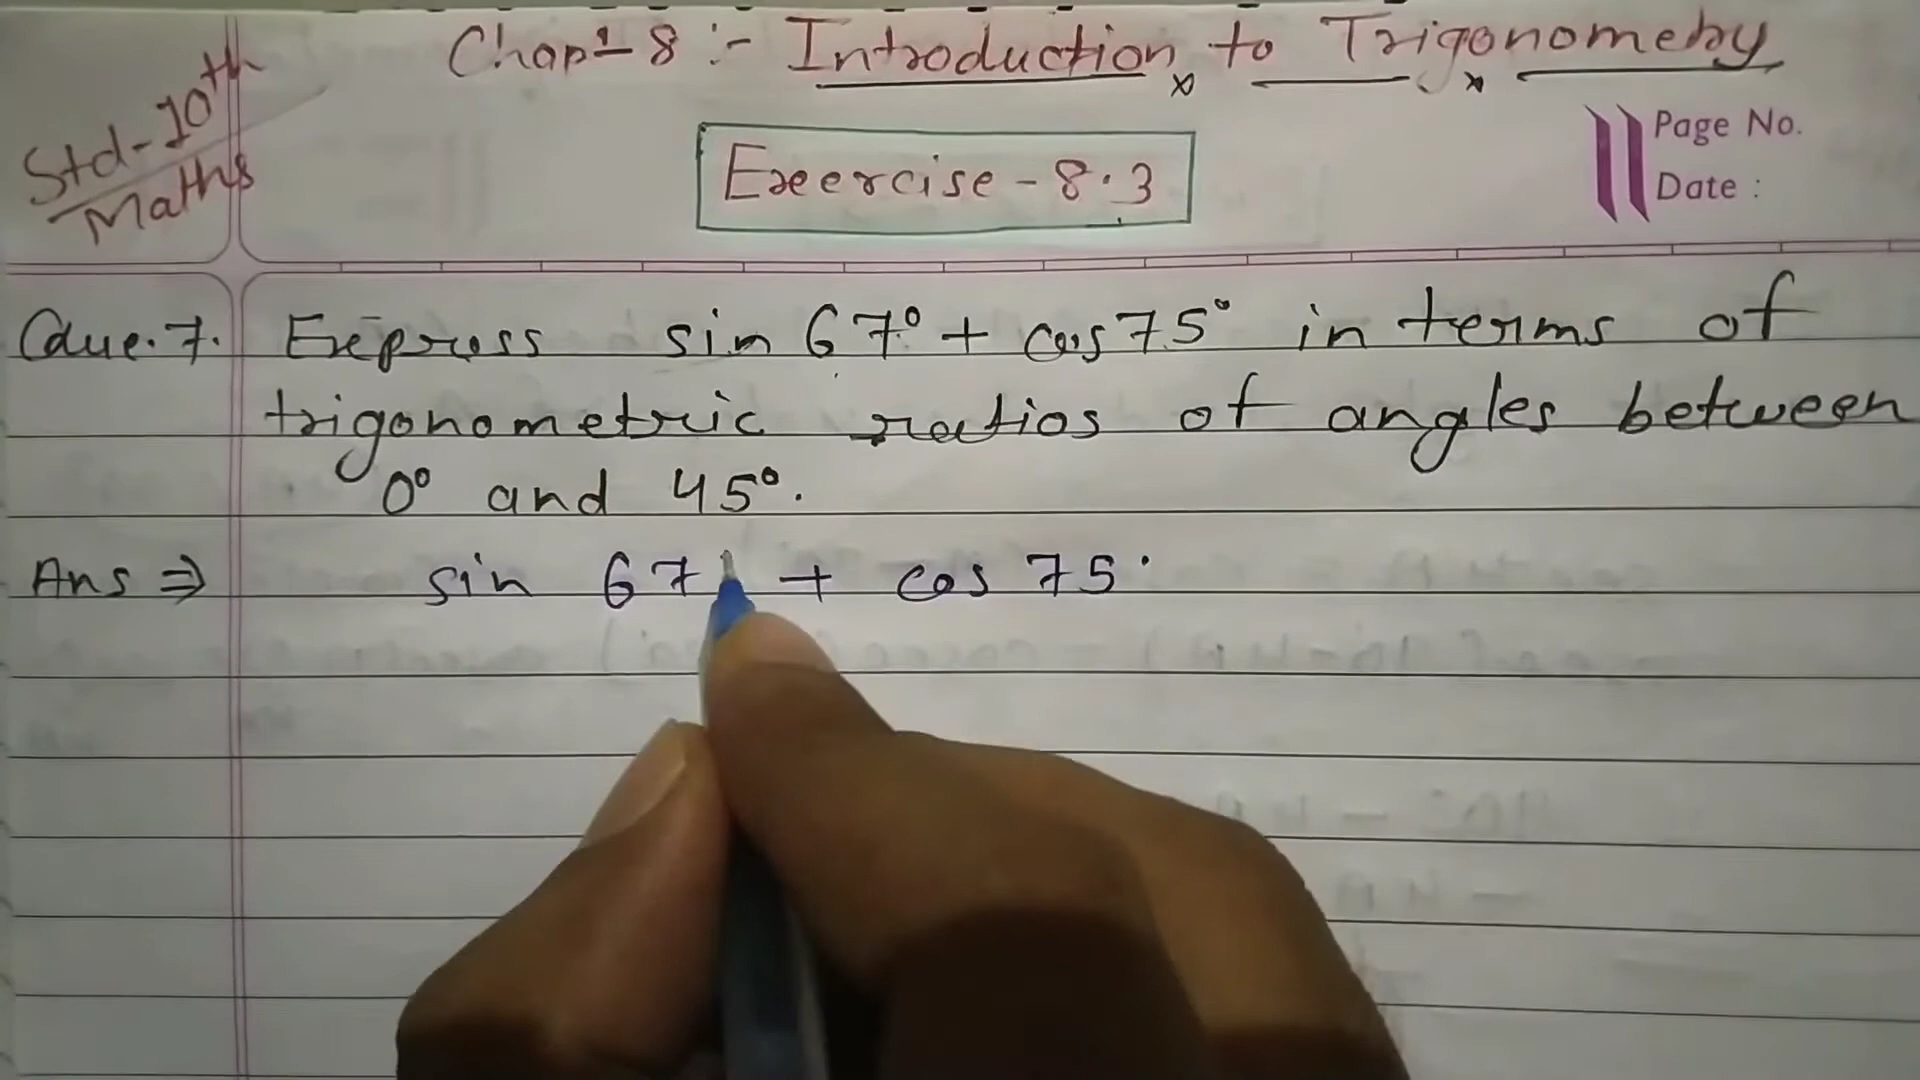 Chapt 8 :- Introduction to Trigonometry
Std-10th
Maths
Exercise - 8.3
Page No.
Date :
Que.7. Express sin 67° + cos 75° in terms of
trigonometric ratios of angles between
0° and 45°.
Ans ⇒ sin 67 + cos 75°